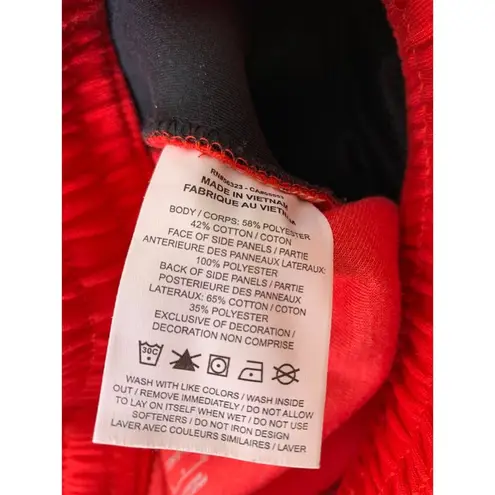 MADE IN VIETNAM
FABRIQUE AU VIETNAM
BODY / CORPS: 58% POLYESTER
42% COTTON / COTON
FACE OF SIDE PANELS / PARTIE
ANTERIEURE DES PANNEAUX LATERAUX:
100% POLYESTER
BACK OF SIDE PANELS / PARTIE
POSTERIEURE DES PANNEAUX
LATERAUX: 65% COTTON / COTON
35% POLYESTER
EXCLUSIVE OF DECORATION /
DECORATION NON COMPRISE
30C
WASH WITH LIKE COLORS / WASH INSIDE
OUT / REMOVE IMMEDIATELY / DO NOT ALLOW
TO LAY ON ITSELF WHEN WET / DO NOT USE
SOFTENERS / DO NOT IRON DESIGN
LAVER AVEC COULEURS SIMILAIRES / LAVER